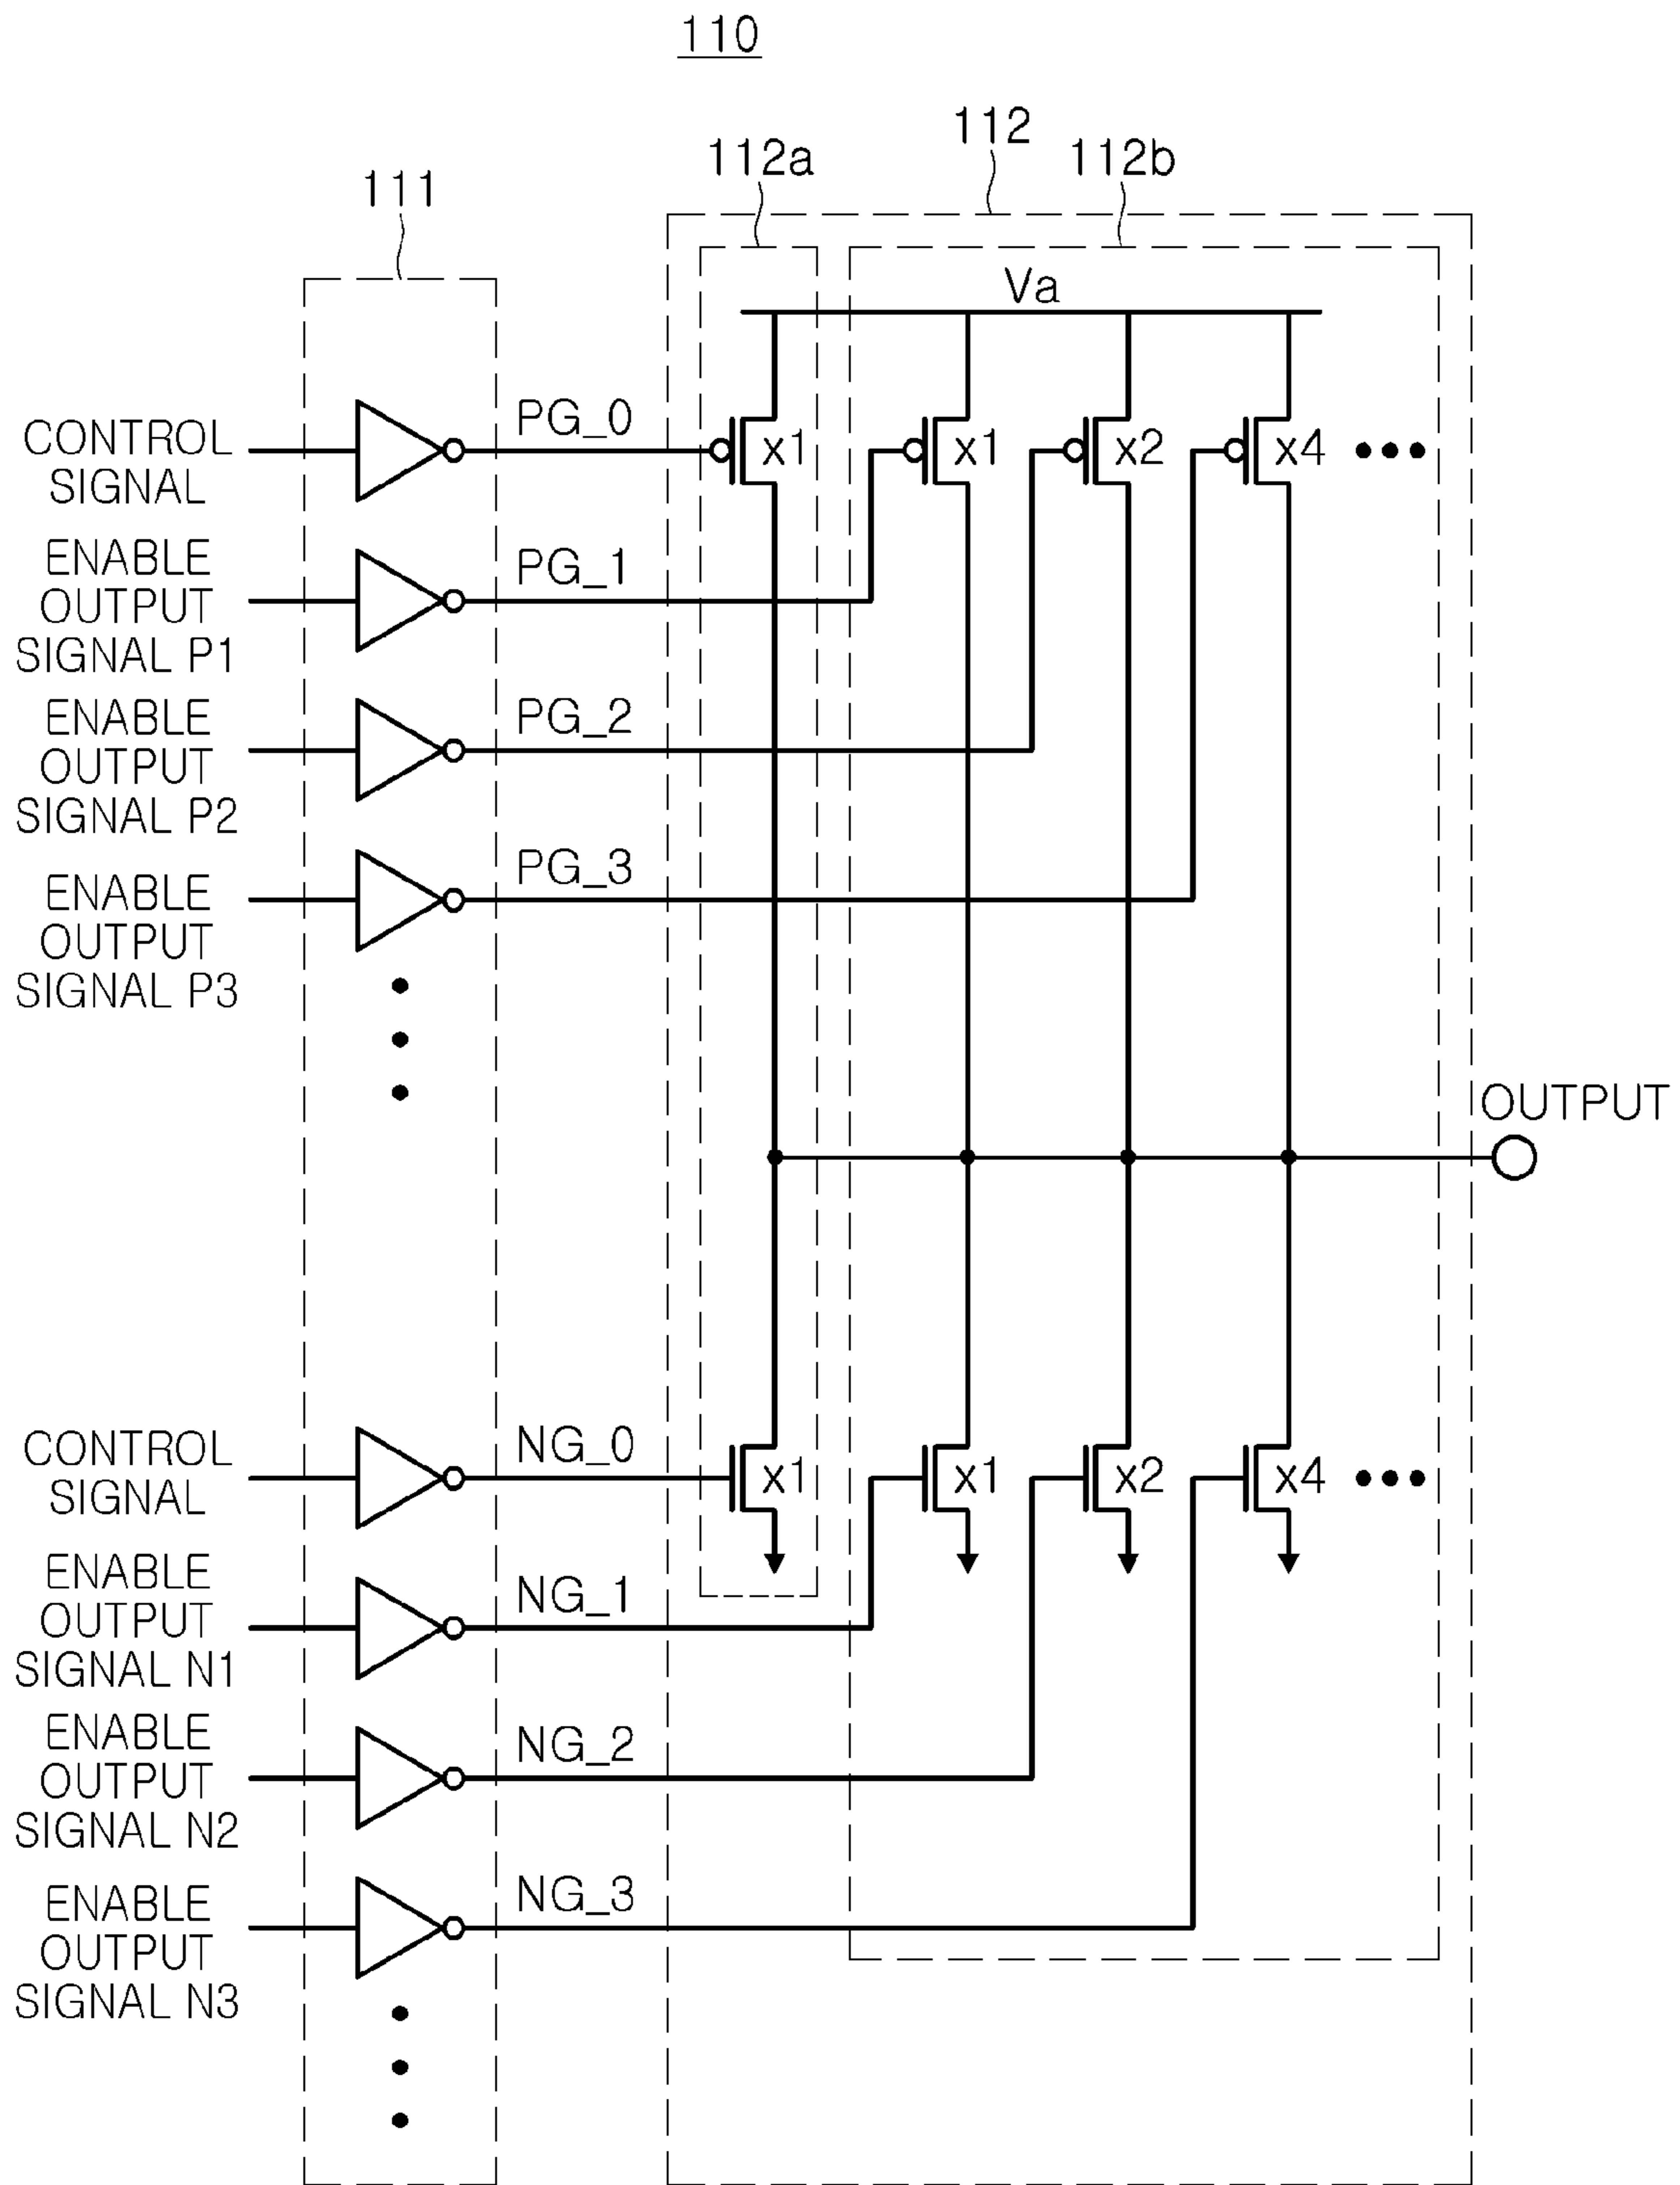 110
112
112a
112b
111
Va
CONTROL
SIGNAL
PG_0
x1
x1
x2
x4
ENABLE
OUTPUT
SIGNAL P1
PG_1
ENABLE
OUTPUT
SIGNAL P2
PG_2
ENABLE
OUTPUT
SIGNAL P3
PG_3
OUTPUT
CONTROL
SIGNAL
NG_0
x1
x1
x2
x4
ENABLE
OUTPUT
SIGNAL N1
NG_1
ENABLE
OUTPUT
SIGNAL N2
NG_2
ENABLE
OUTPUT
SIGNAL N3
NG_3